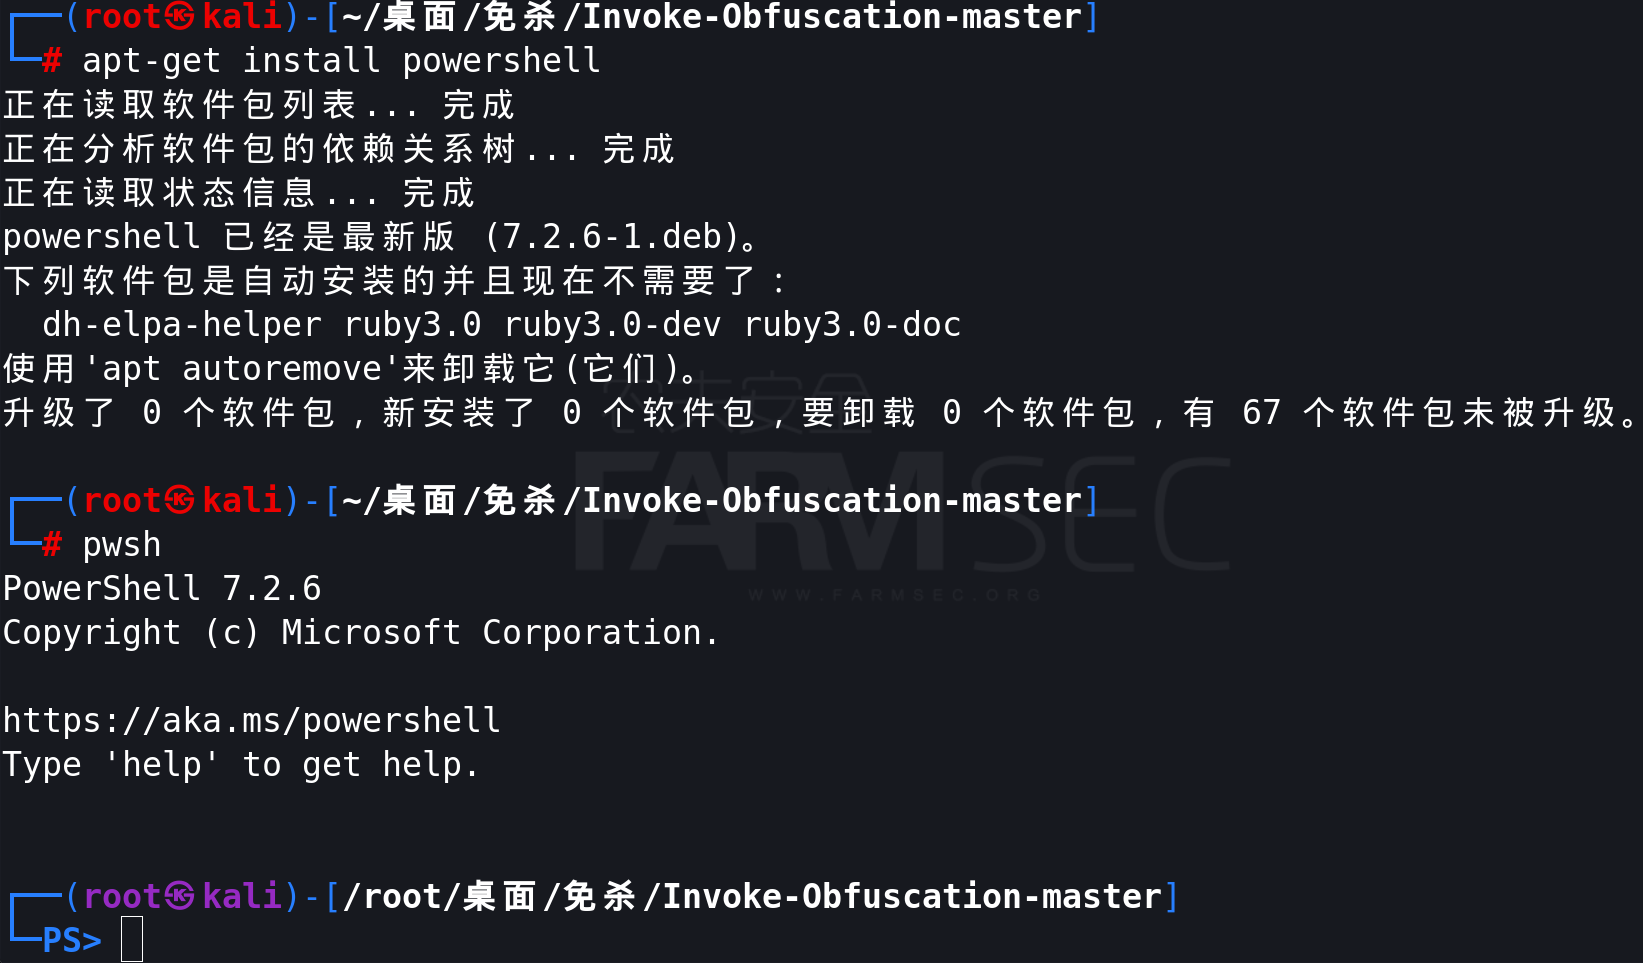 ┌──(root㉿kali)-[~/桌面/免杀/Invoke-Obfuscation-master]
└─# apt-get install powershell
正在读取软件包列表... 完成
正在分析软件包的依赖关系树... 完成
正在读取状态信息... 完成
powershell 已经是最新版 (7.2.6-1.deb)。
下列软件包是自动安装的并且现在不需要了：
  dh-elpa-helper ruby3.0 ruby3.0-dev ruby3.0-doc
使用'apt autoremove'来卸载它(它们)。
升级了 0 个软件包，新安装了 0 个软件包，要卸载 0 个软件包，有 67 个软件包未被升级。
┌──(root㉿kali)-[~/桌面/免杀/Invoke-Obfuscation-master]
└─# pwsh
PowerShell 7.2.6
Copyright (c) Microsoft Corporation.
https://aka.ms/powershell
Type 'help' to get help.
┌──(root㉿kali)-[/root/桌面/免杀/Invoke-Obfuscation-master]
└─PS>
FARMSEC
WWW.FARMSEC.ORG